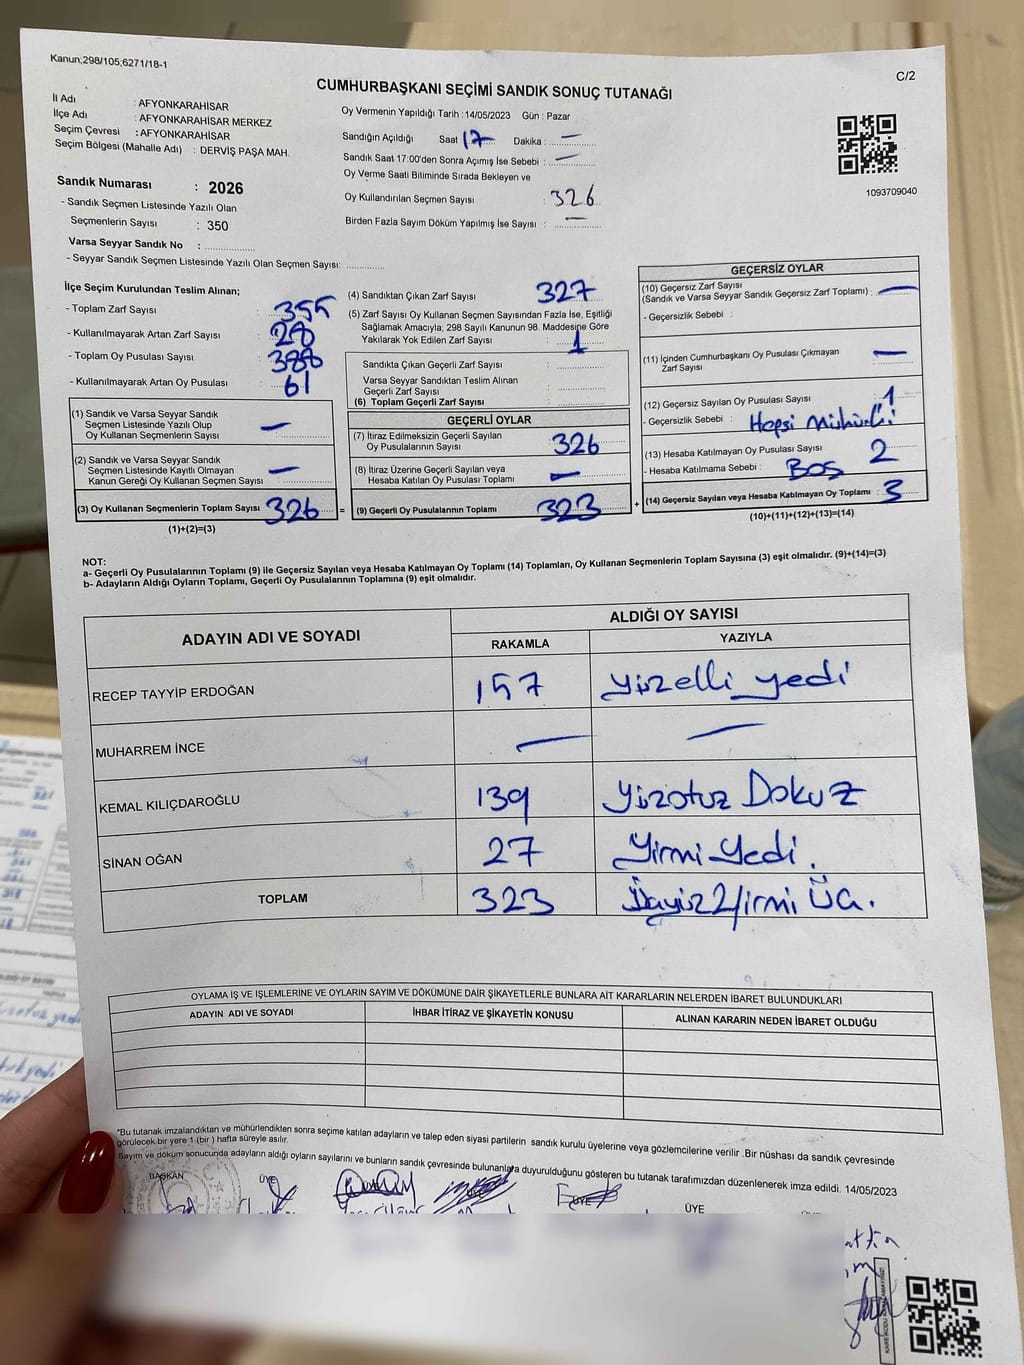 Kanun;298/105;6271/18-1
C/2
CUMHURBAŞKANI SEÇİMİ SANDIK SONUÇ TUTANAĞI
İl Adı : AFYONKARAHİSAR
İlçe Adı : AFYONKARAHİSAR MERKEZ
Seçim Çevresi : AFYONKARAHİSAR
Seçim Bölgesi (Mahalle Adı) : DERVİŞ PAŞA MAH.
Oy Vermenin Yapıldığı Tarih :14/05/2023 Gün : Pazar
Sandığın Açıldığı Saat 17 Dakika : —
Sandık Saat 17:00'den Sonra Açımış İse Sebebi : —
Oy Verme Saati Bitiminde Sırada Bekleyen ve
Oy Kullandırılan Seçmen Sayısı : 326
Birden Fazla Sayım Döküm Yapılmış İse Sayısı : —
1093709040
Sandık Numarası : 2026
- Sandık Seçmen Listesinde Yazılı Olan
Seçmenlerin Sayısı : 350
Varsa Seyyar Sandık No :
- Seyyar Sandık Seçmen Listesinde Yazılı Olan Seçmen Sayısı:
İlçe Seçim Kurulundan Teslim Alınan;
- Toplam Zarf Sayısı : 355
- Kullanılmayarak Artan Zarf Sayısı : 28
- Toplam Oy Pusulası Sayısı : 388
- Kullanılmayarak Artan Oy Pusulası : 61
(1) Sandık ve Varsa Seyyar Sandık
Seçmen Listesinde Yazılı Olup
Oy Kullanan Seçmenlerin Sayısı : —
(2) Sandık ve Varsa Seyyar Sandık
Seçmen Listesinde Kayıtlı Olmayan
Kanun Gereği Oy Kullanan Seçmen Sayısı : —
(3) Oy Kullanan Seçmenlerin Toplam Sayısı : 326
(1)+(2)=(3)
=
(4) Sandıktan Çıkan Zarf Sayısı : 327
(5) Zarf Sayısı Oy Kullanan Seçmen Sayısından Fazla İse, Eşitliği
Sağlamak Amacıyla; 298 Sayılı Kanunun 98. Maddesine Göre
Yakılarak Yok Edilen Zarf Sayısı : 1
Sandıkta Çıkan Geçerli Zarf Sayısı :
Varsa Seyyar Sandıktan Teslim Alınan
Geçerli Zarf Sayısı :
(6) Toplam Geçerli Zarf Sayısı
GEÇERLİ OYLAR
(7) İtiraz Edilmeksizin Geçerli Sayılan
Oy Pusulalarının Sayısı : 326
(8) İtiraz Üzerine Geçerli Sayılan veya
Hesaba Katılan Oy Pusulası Toplamı : —
(9) Geçerli Oy Pusulalarının Toplamı : 323
+
GEÇERSİZ OYLAR
(10) Geçersiz Zarf Sayısı
(Sandık ve Varsa Seyyar Sandık Geçersiz Zarf Toplamı) : —
- Geçersizlik Sebebi :
(11) İçinden Cumhurbaşkanı Oy Pusulası Çıkmayan
Zarf Sayısı : —
(12) Geçersiz Sayılan Oy Pusulası Sayısı : 1
- Geçersizlik Sebebi : Hepsi Mühürlü
(13) Hesaba Katılmayan Oy Pusulası Sayısı : 2
- Hesaba Katılmama Sebebi : BOŞ
(14) Geçersiz Sayılan veya Hesaba Katılmayan Oy Toplamı : 3
(10)+(11)+(12)+(13)=(14)
NOT:
a- Geçerli Oy Pusulalarının Toplamı (9) ile Geçersiz Sayılan veya Hesaba Katılmayan Oy Toplamı (14) Toplamları, Oy Kullanan Seçmenlerin Toplam Sayısına (3) eşit olmalıdır. (9)+(14)=(3)
b- Adayların Aldığı Oyların Toplamı, Geçerli Oy Pusulalarının Toplamına (9) eşit olmalıdır.
ADAYIN ADI VE SOYADI
ALDIĞI OY SAYISI
RAKAMLA YAZIYLA
RECEP TAYYİP ERDOĞAN 157 Yüzelli yedi
MUHARREM İNCE — —
KEMAL KILIÇDAROĞLU 139 Yüzotuz Dokuz
SİNAN OĞAN 27 Yirmi Yedi.
TOPLAM 323
OYLAMA İŞ VE İŞLEMLERİNE VE OYLARIN SAYIM VE DÖKÜMÜNE DAİR ŞİKAYETLERLE BUNLARA AİT KARARLARIN NELERDEN İBARET BULUNDUKLARI
ADAYIN ADI VE SOYADI İHBAR İTİRAZ VE ŞİKAYETİN KONUSU ALINAN KARARIN NEDEN İBARET OLDUĞU
*Bu tutanak imzalandıktan ve mühürlendikten sonra seçime katılan adayların ve talep eden siyasi partilerin sandık kurulu üyelerine veya gözlemcilerine verilir .Bir nüshası da sandık çevresinde
görülecek bir yere 1 (bir ) hafta süreyle asılır.
Sayım ve döküm sonucunda adayların aldığı oyların sayılarını ve bunların sandık çevresinde bulunanlara duyurulduğunu gösteren bu tutanak tarafımızdan düzenlenerek imza edildi. 14/05/2023
BAŞKAN ÜYE ÜYE ÜYE